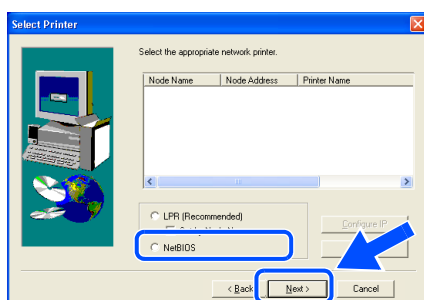 Select Printer
Select the appropriate network printer.
Node Name Node Address Printer Name
LPR (Recommended)
NetBIOS
Configure IP
< Back Next > Cancel